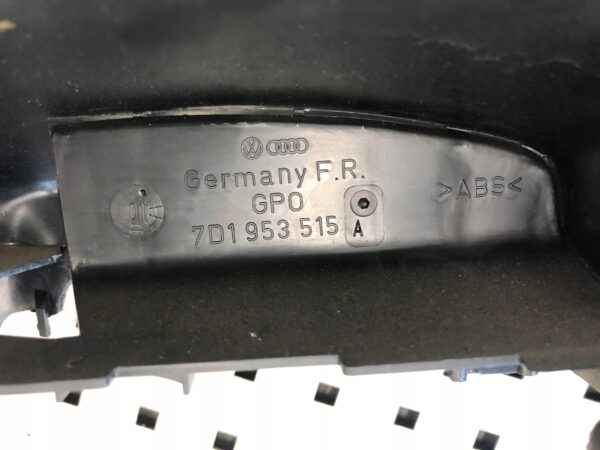 Germany F.R.
GPO
7D1 953 515 A
>ABS<